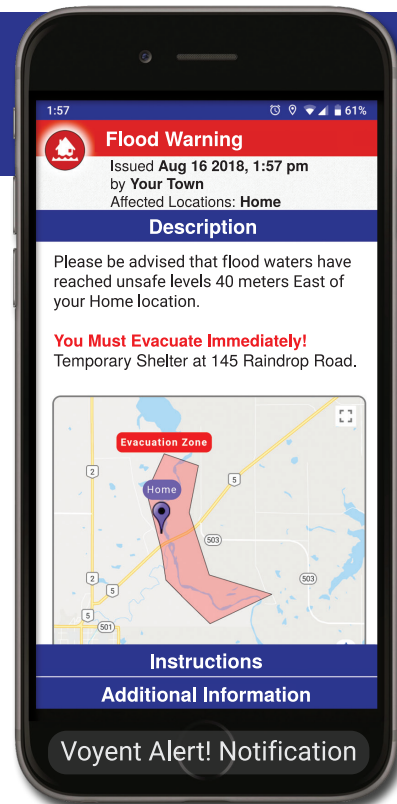 1:57
61%
Flood Warning
Issued Aug 16 2018, 1:57 pm
by Your Town
Affected Locations: Home
Description
Please be advised that flood waters have
reached unsafe levels 40 meters East of
your Home location.
You Must Evacuate Immediately!
Temporary Shelter at 145 Raindrop Road.
Evacuation Zone
2
5
Home
503
2
5
503
5
501
Instructions
Additional Information
Voyent Alert! Notification